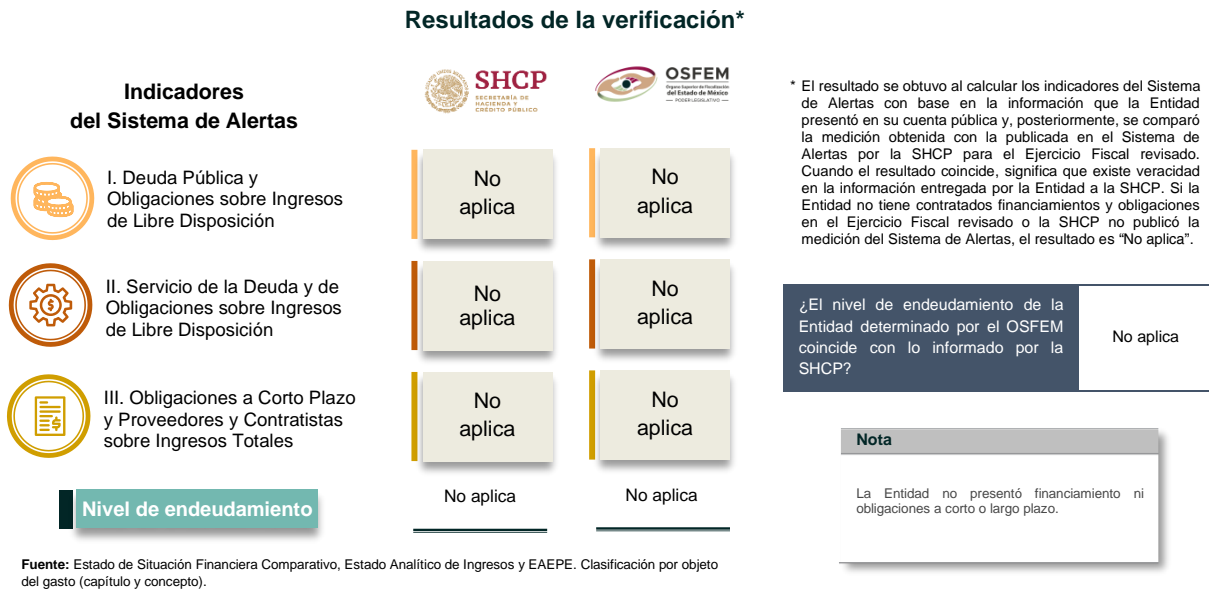 Resultados de la verificación*
Indicadores
del Sistema de Alertas
SHCP
SECRETARÍA DE
HACIENDA Y
CRÉDITO PÚBLICO
OSFEM
Órgano Superior de Fiscalización
del Estado de México
PODER LEGISLATIVO
I. Deuda Pública y
Obligaciones sobre Ingresos
de Libre Disposición
No
aplica
No
aplica
II. Servicio de la Deuda y de
Obligaciones sobre Ingresos
de Libre Disposición
No
aplica
No
aplica
III. Obligaciones a Corto Plazo
y Proveedores y Contratistas
sobre Ingresos Totales
No
aplica
No
aplica
Nivel de endeudamiento
No aplica
No aplica
* El resultado se obtuvo al calcular los indicadores del Sistema
de Alertas con base en la información que la Entidad
presentó en su cuenta pública y, posteriormente, se comparó
la medición obtenida con la publicada en el Sistema de
Alertas por la SHCP para el Ejercicio Fiscal revisado.
Cuando el resultado coincide, significa que existe veracidad
en la información entregada por la Entidad a la SHCP. Si la
Entidad no tiene contratados financiamientos y obligaciones
en el Ejercicio Fiscal revisado o la SHCP no publicó la
medición del Sistema de Alertas, el resultado es “No aplica”.
¿El nivel de endeudamiento de la
Entidad determinado por el OSFEM
coincide con lo informado por la
SHCP?
No aplica
Nota
La Entidad no presentó financiamiento ni
obligaciones a corto o largo plazo.
Fuente: Estado de Situación Financiera Comparativo, Estado Analítico de Ingresos y EAEPE. Clasificación por objeto
del gasto (capítulo y concepto).